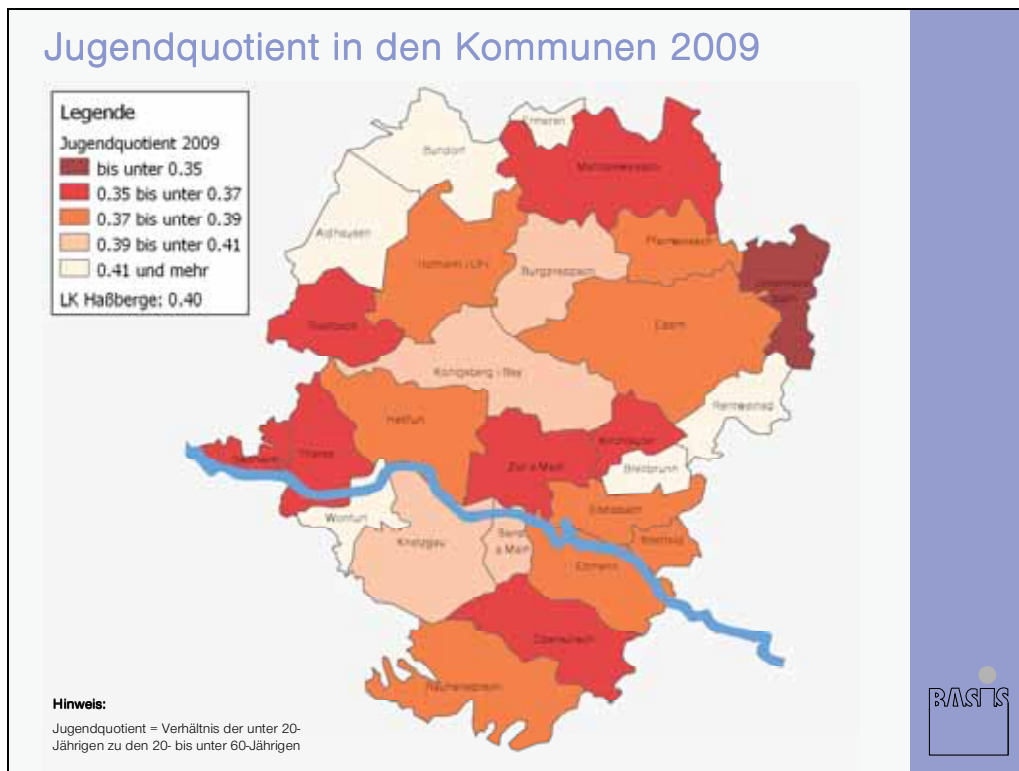 Jugendquotient in den Kommunen 2009
Legende
Jugendquotient 2009
bis unter 0.35
0.35 bis unter 0.37
0.37 bis unter 0.39
0.39 bis unter 0.41
0.41 und mehr
LK Haßberge: 0.40
Ermershausen
Bundorf
Maroldsweisach
Aidhausen
Pfarrweisach
Hofheim i.UFr.
Burgpreppach
Ebern
Riedbach
Königsberg i.Bay
Rentweinsd
Haßfurt
Kirchlauter
Theres
Gädheim
Zeil a Main
Breitbrunn
Ebelsbach
Wonfurt
Knetzgau
Sand
a Main
Stettfeld
Eltmann
Oberaurach
Rauhenebrach
Hinweis:
Jugendquotient = Verhältnis der unter 20-
Jährigen zu den 20- bis unter 60-Jährigen
BASIS